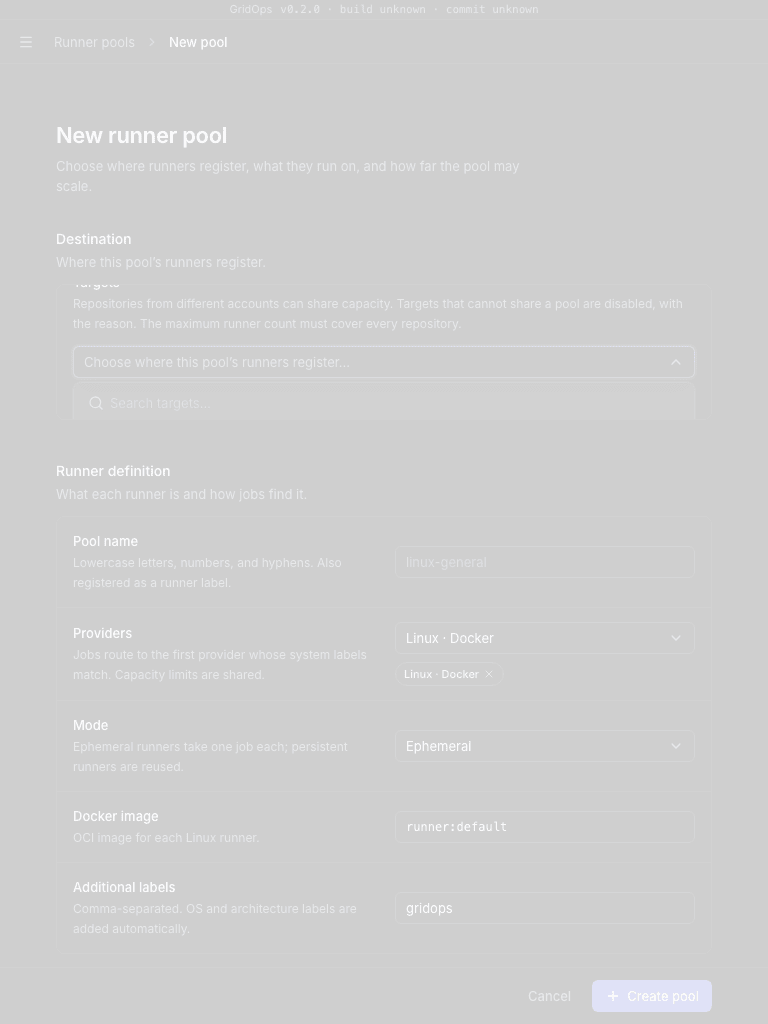 GridOps v0.2.0 · build unknown · commit unknown
Runner pools > New pool
New runner pool
Choose where runners register, what they run on, and how far the pool may
scale.
Destination
Where this pool's runners register.
Targets
Repositories from different accounts can share capacity. Targets that cannot share a pool are disabled, with
the reason. The maximum runner count must cover every repository.
Choose where this pool's runners register...
Search targets...
Runner definition
What each runner is and how jobs find it.
Pool name
Lowercase letters, numbers, and hyphens. Also
registered as a runner label.
linux-general
Providers
Jobs route to the first provider whose system labels
match. Capacity limits are shared.
Linux · Docker
Linux · Docker ×
Mode
Ephemeral runners take one job each; persistent
runners are reused.
Ephemeral
Docker image
OCI image for each Linux runner.
runner:default
Additional labels
Comma-separated. OS and architecture labels are
added automatically.
gridops
Cancel
+ Create pool